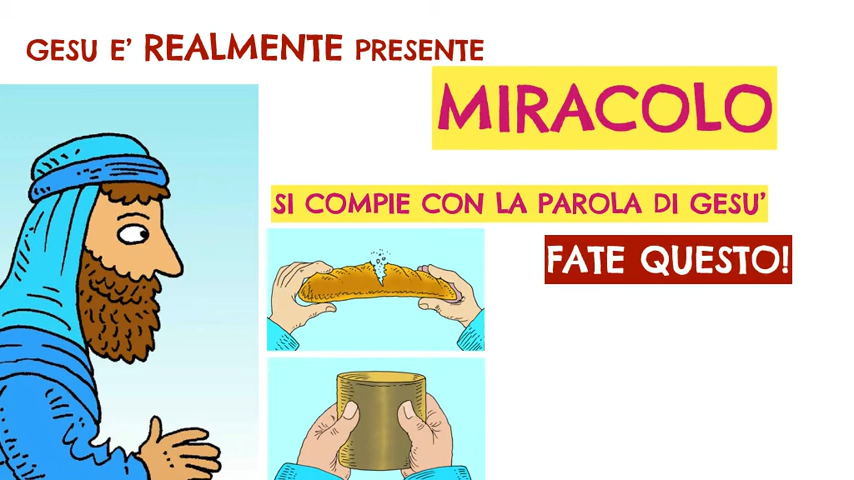 GESU E' REALMENTE PRESENTE
MIRACOLO
SI COMPIE CON LA PAROLA DI GESU'
FATE QUESTO!